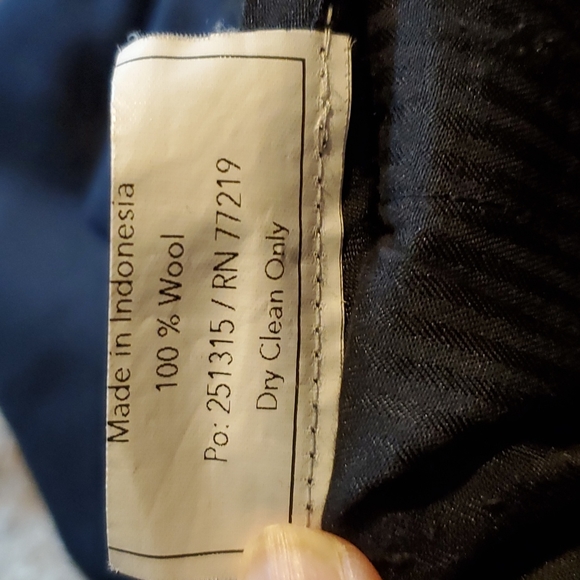 Made in Indonesia
100 % Wool
Po: 251315 / RN 77219
Dry Clean Only